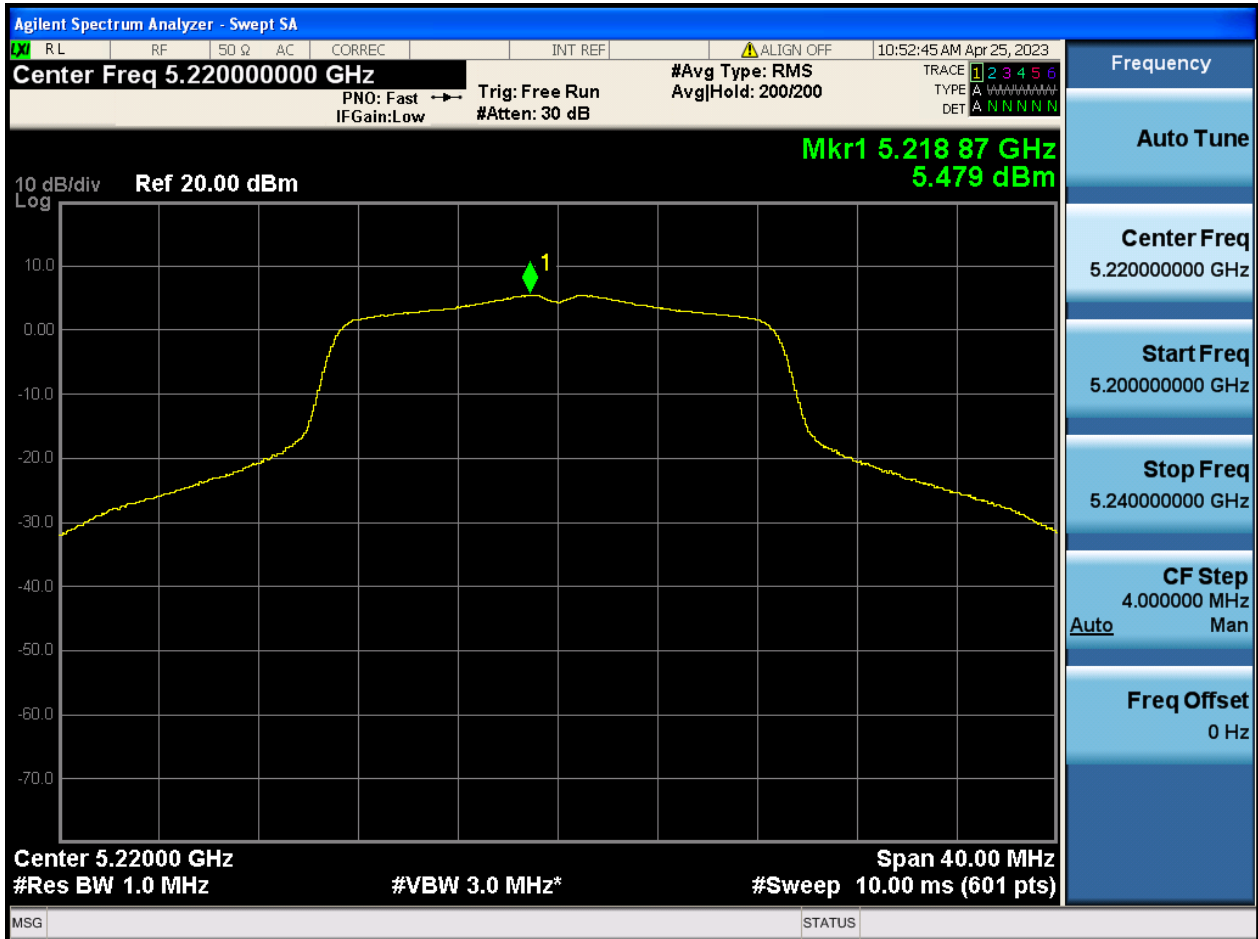 Agilent Spectrum Analyzer - Swept SA
LXI RL RF 50 Ω AC CORREC INT REF ALIGN OFF 10:52:45 AM Apr 25, 2023
Center Freq 5.220000000 GHz
PNO: Fast
IFGain:Low
Trig: Free Run
#Atten: 30 dB
#Avg Type: RMS
Avg|Hold: 200/200
TRACE 1 2 3 4 5 6
TYPE A WWWWWW
DET A N N N N N
Mkr1 5.218 87 GHz
5.479 dBm
10 dB/div Ref 20.00 dBm
Log
1
10.0
0.00
-10.0
-20.0
-30.0
-40.0
-50.0
-60.0
-70.0
Center 5.22000 GHz Span 40.00 MHz
#Res BW 1.0 MHz #VBW 3.0 MHz* #Sweep 10.00 ms (601 pts)
MSG STATUS
Frequency
Auto Tune
Center Freq
5.220000000 GHz
Start Freq
5.200000000 GHz
Stop Freq
5.240000000 GHz
CF Step
4.000000 MHz
Auto Man
Freq Offset
0 Hz